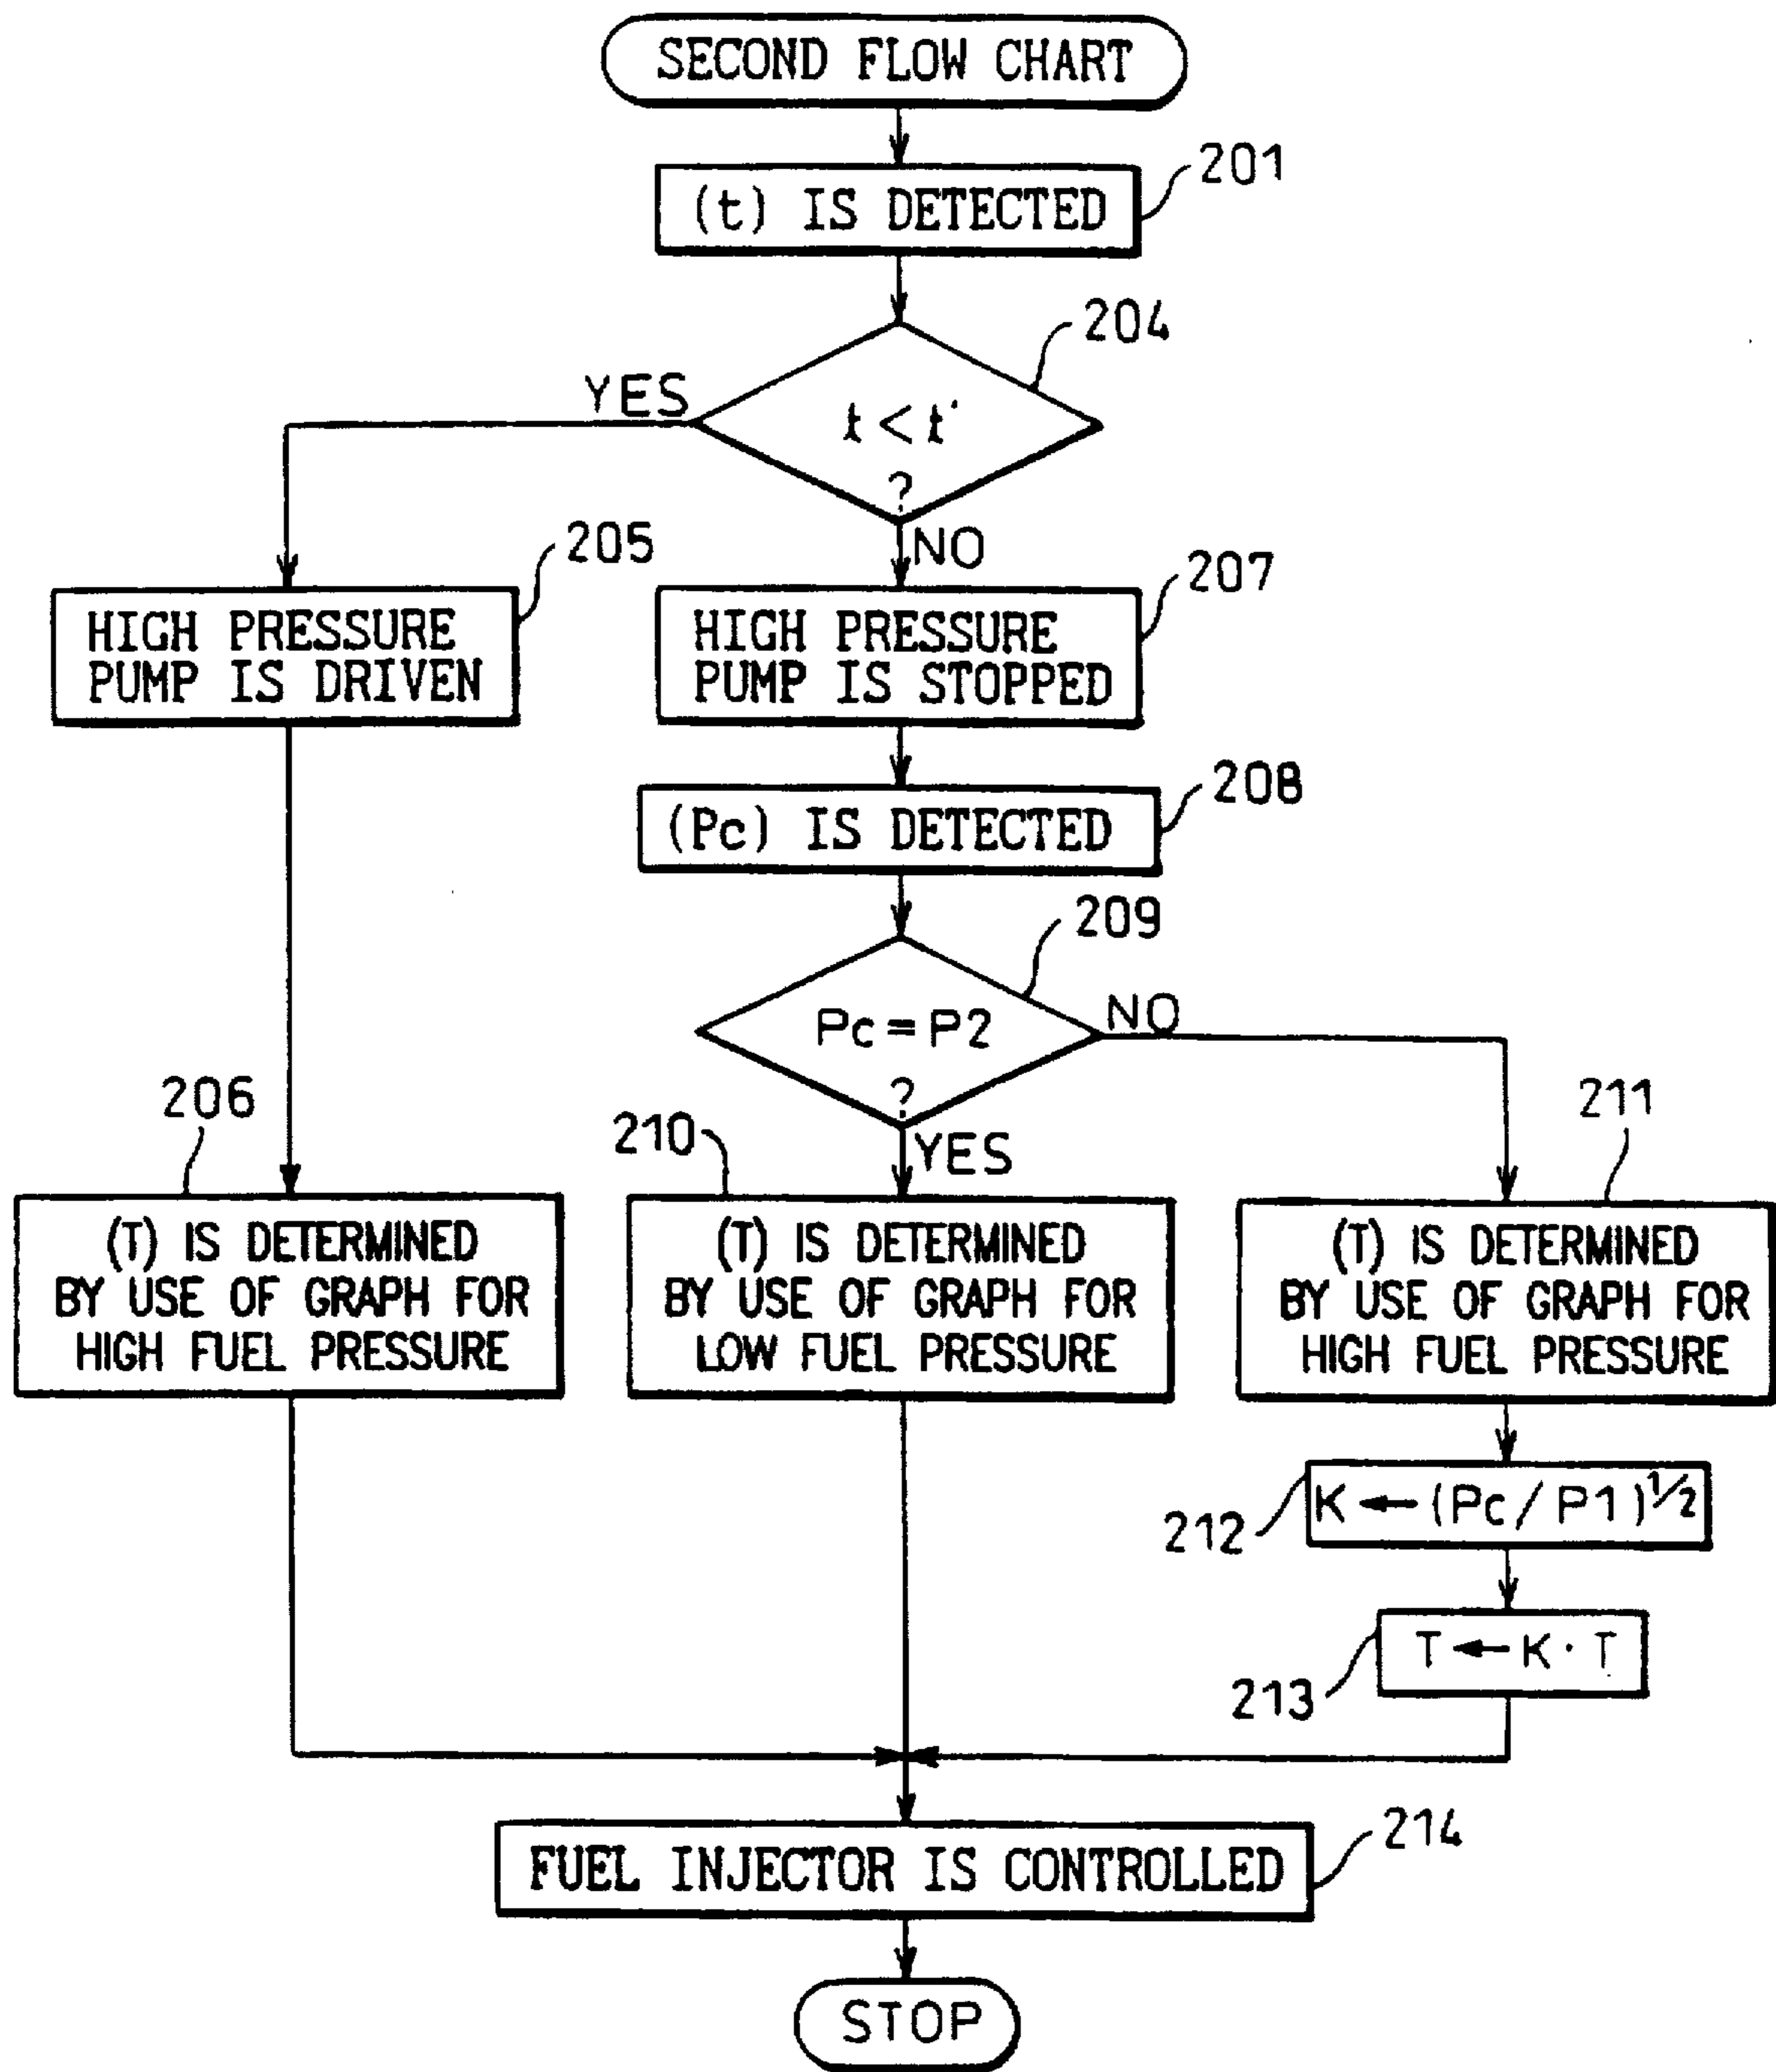 SECOND FLOW CHART
201
(t) IS DETECTED
204
YES
t < t'
?
NO
205
207
HIGH PRESSURE
PUMP IS DRIVEN
HIGH PRESSURE
PUMP IS STOPPED
208
(Pc) IS DETECTED
209
Pc = P2
?
NO
YES
206
210
211
(T) IS DETERMINED
BY USE OF GRAPH FOR
HIGH FUEL PRESSURE
(T) IS DETERMINED
BY USE OF GRAPH FOR
LOW FUEL PRESSURE
(T) IS DETERMINED
BY USE OF GRAPH FOR
HIGH FUEL PRESSURE
212
K ← (Pc / P1)^1/2
213
T ← K · T
214
FUEL INJECTOR IS CONTROLLED
STOP